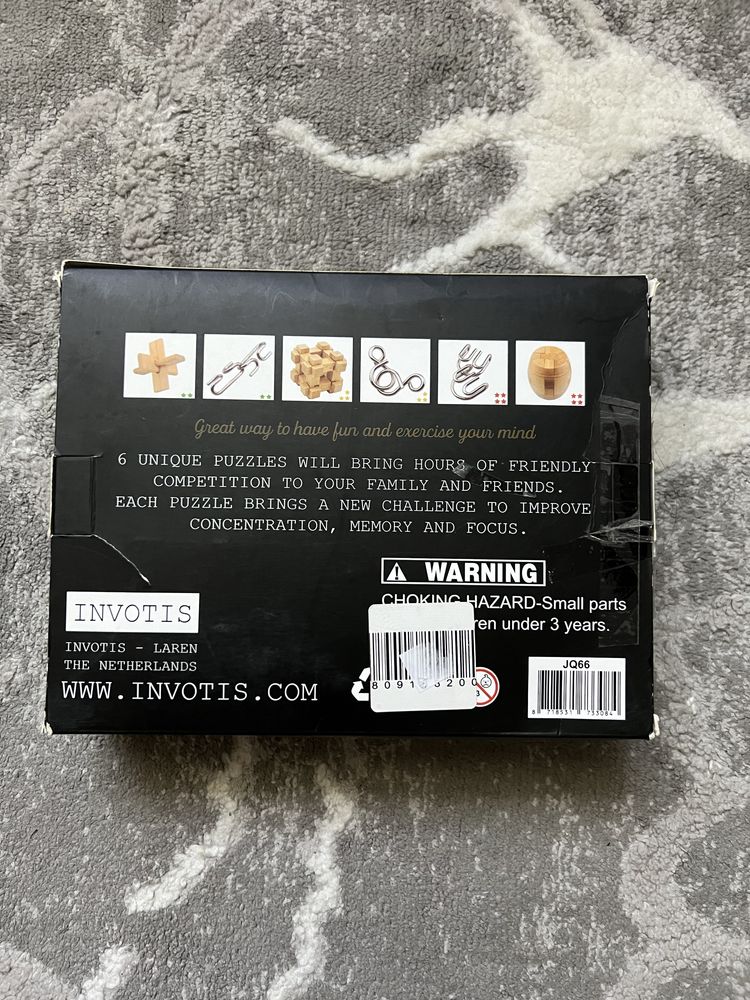 Great way to have fun and exercise your mind
6 UNIQUE PUZZLES WILL BRING HOURS OF FRIENDLY
COMPETITION TO YOUR FAMILY AND FRIENDS.
EACH PUZZLE BRINGS A NEW CHALLENGE TO IMPROVE
CONCENTRATION, MEMORY AND FOCUS.
WARNING
CHOKING HAZARD-Small parts
under 3 years.
INVOTIS
INVOTIS - LAREN
THE NETHERLANDS
WWW.INVOTIS.COM
JQ66